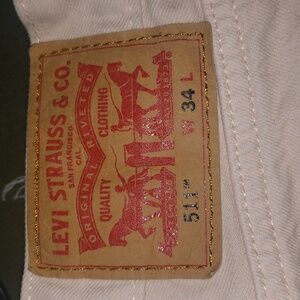 LEVI STRAUSS & CO.
SAN FRANCISCO
CAL
ORIGINAL RIVETED
QUALITY CLOTHING
511™ W 34 L